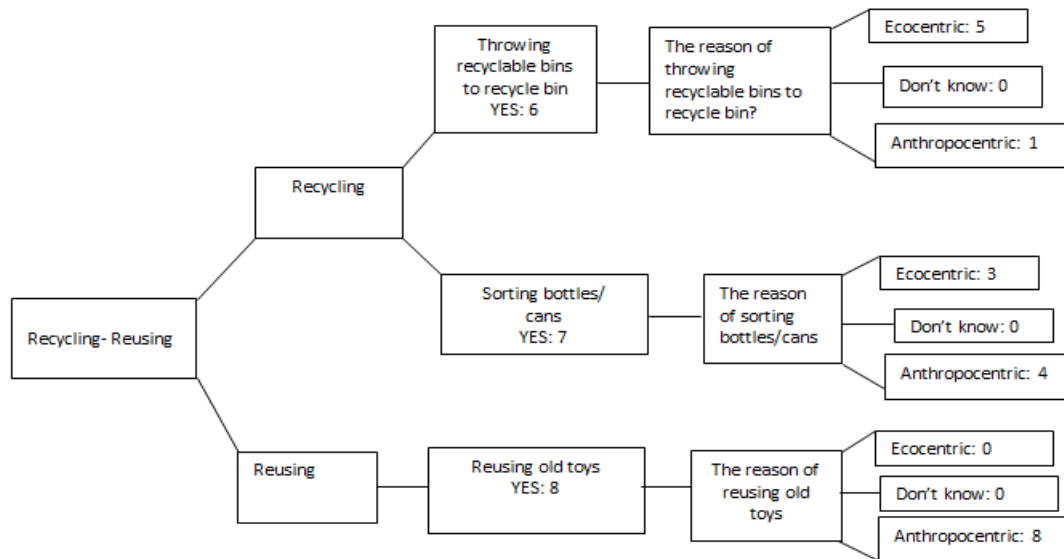 Throwing
recyclable bins
to recycle bin
YES: 6
The reason of
throwing
recyclable bins to
recycle bin?
Ecocentric: 5
Don't know: 0
Anthropocentric: 1
Recycling
Sorting bottles/
cans
YES: 7
The reason
of sorting
bottles/cans
Ecocentric: 3
Don't know: 0
Anthropocentric: 4
Recycling- Reusing
Reusing
Reusing old toys
YES: 8
The reason of
reusing old
toys
Ecocentric: 0
Don't know: 0
Anthropocentric: 8